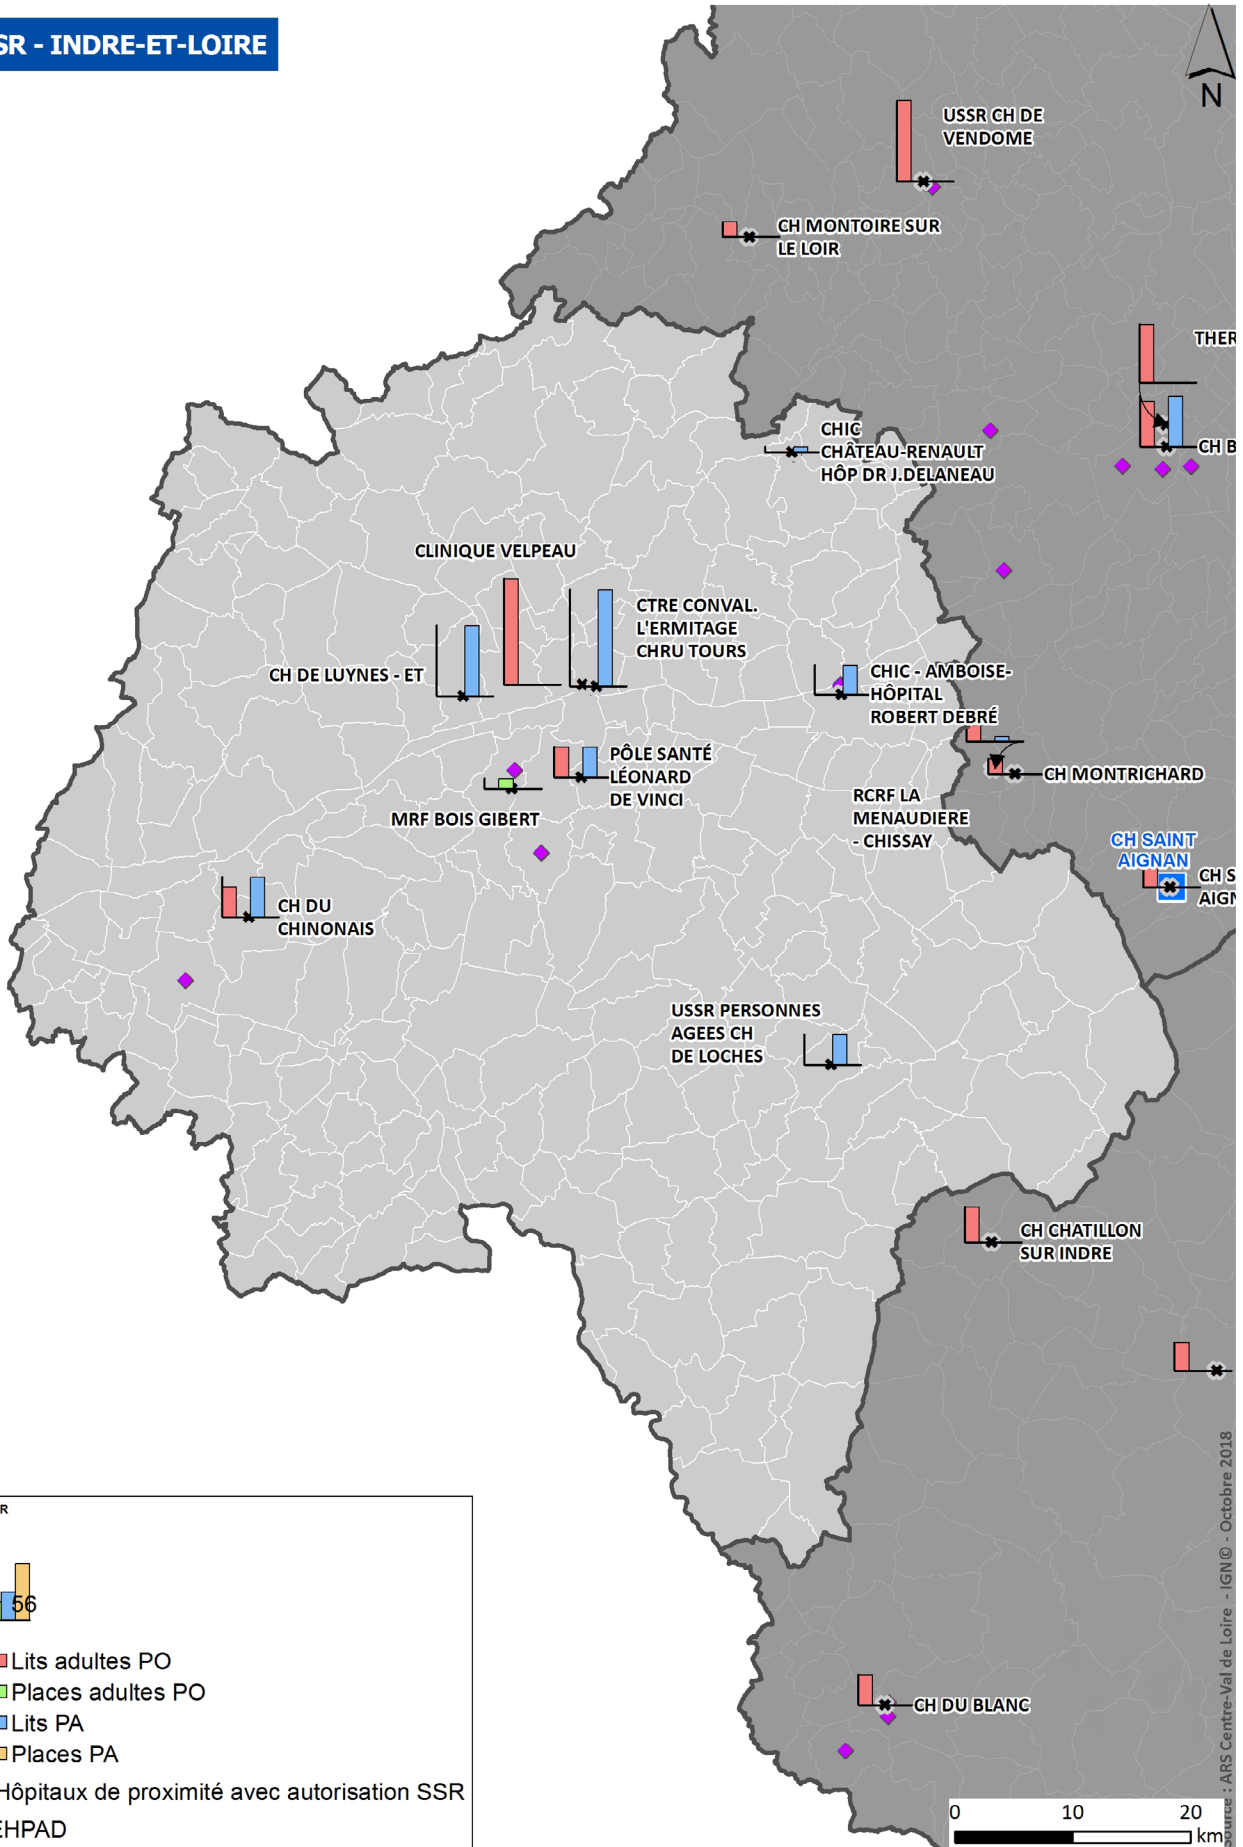 SR - INDRE-ET-LOIRE
N
USSR CH DE
VENDOME
CH MONTOIRE SUR
LE LOIR
THER
CH B
CHIC
CHÂTEAU-RENAULT
HÔP DR J.DELANEAU
CLINIQUE VELPEAU
CTRE CONVAL.
L'ERMITAGE
CHRU TOURS
CH DE LUYNES - ET
CHIC - AMBOISE-
HÔPITAL
ROBERT DEBRÉ
PÔLE SANTÉ
LÉONARD
DE VINCI
CH MONTRICHARD
MRF BOIS GIBERT
RCRF LA
MENAUDIERE
- CHISSAY
CH SAINT
AIGNAN
CH S
AIGN
CH DU
CHINONAIS
USSR PERSONNES
AGEES CH
DE LOCHES
CH CHATILLON
SUR INDRE
R
56
Lits adultes PO
Places adultes PO
Lits PA
Places PA
Hôpitaux de proximité avec autorisation SSR
EHPAD
CH DU BLANC
0 10 20
km
Source : ARS Centre-Val de Loire - IGN© - Octobre 2018